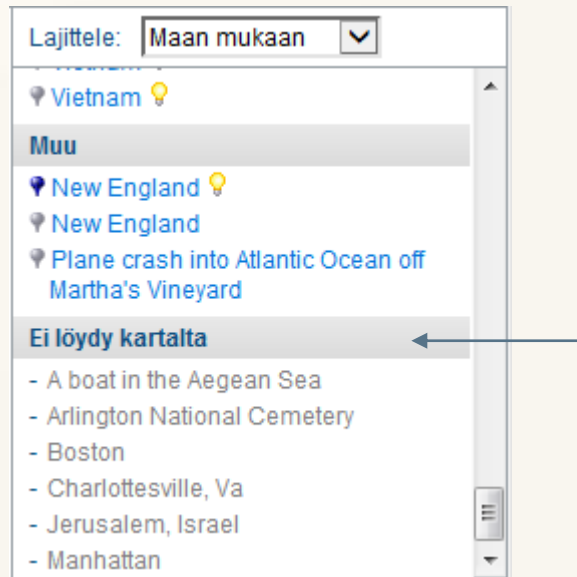 Lajittele: Maan mukaan
Vietnam
Muu
New England
New England
Plane crash into Atlantic Ocean off
Martha's Vineyard
Ei löydy kartalta
- A boat in the Aegean Sea
- Arlington National Cemetery
- Boston
- Charlottesville, Va
- Jerusalem, Israel
- Manhattan